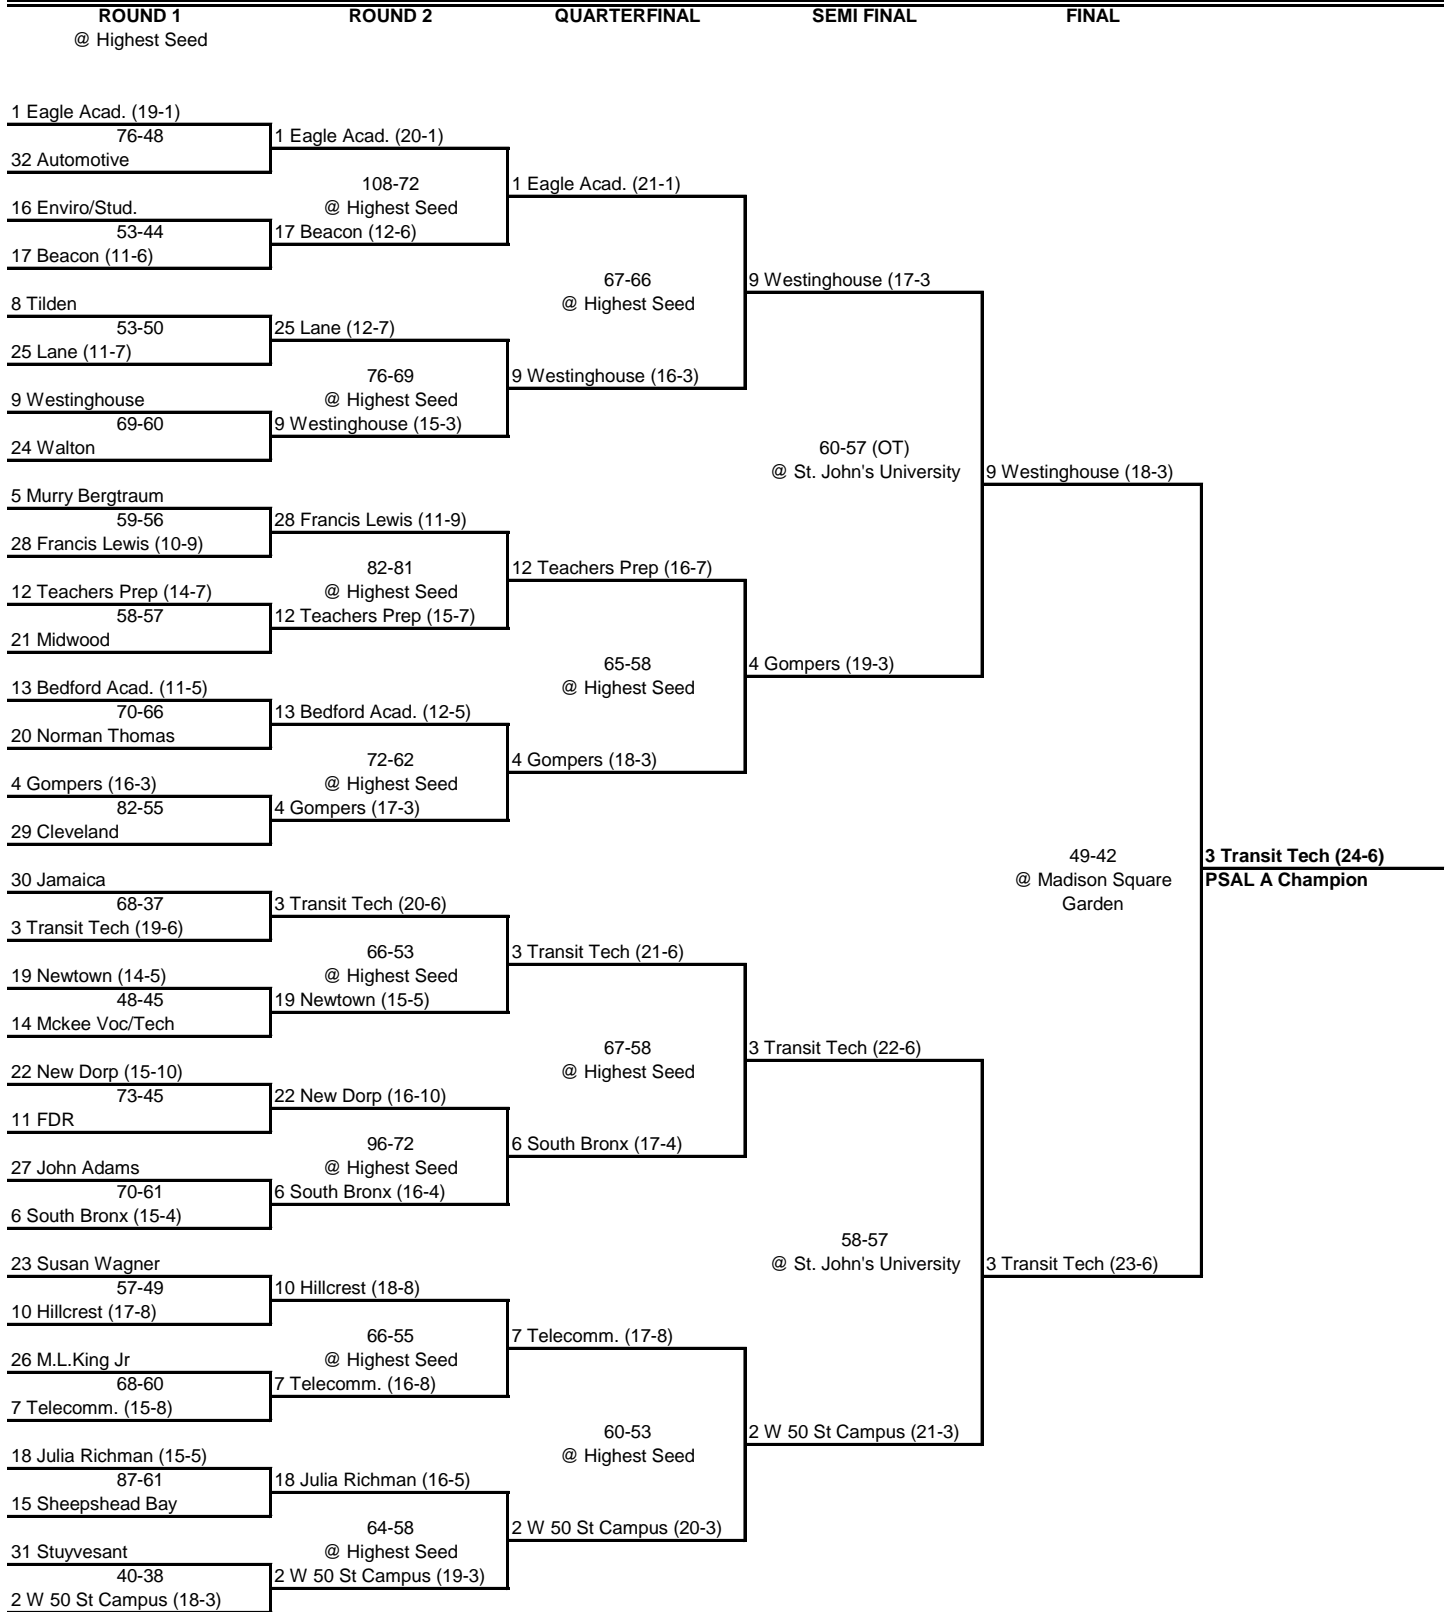 ROUND 1
@ Highest Seed
ROUND 2
QUARTERFINAL
SEMI FINAL
FINAL
1 Eagle Acad. (19-1)
76-48
32 Automotive
16 Enviro/Stud.
53-44
17 Beacon (11-6)
8 Tilden
53-50
25 Lane (11-7)
9 Westinghouse
69-60
24 Walton
5 Murry Bergtraum
59-56
28 Francis Lewis (10-9)
12 Teachers Prep (14-7)
58-57
21 Midwood
13 Bedford Acad. (11-5)
70-66
20 Norman Thomas
4 Gompers (16-3)
82-55
29 Cleveland
30 Jamaica
68-37
3 Transit Tech (19-6)
19 Newtown (14-5)
48-45
14 Mckee Voc/Tech
22 New Dorp (15-10)
73-45
11 FDR
27 John Adams
70-61
6 South Bronx (15-4)
23 Susan Wagner
57-49
10 Hillcrest (17-8)
26 M.L.King Jr
68-60
7 Telecomm. (15-8)
18 Julia Richman (15-5)
87-61
15 Sheepshead Bay
31 Stuyvesant
40-38
2 W 50 St Campus (18-3)
1 Eagle Acad. (20-1)
108-72
@ Highest Seed
17 Beacon (12-6)
25 Lane (12-7)
76-69
@ Highest Seed
9 Westinghouse (15-3)
28 Francis Lewis (11-9)
82-81
@ Highest Seed
12 Teachers Prep (15-7)
13 Bedford Acad. (12-5)
72-62
@ Highest Seed
4 Gompers (17-3)
3 Transit Tech (20-6)
66-53
@ Highest Seed
19 Newtown (15-5)
22 New Dorp (16-10)
96-72
@ Highest Seed
6 South Bronx (16-4)
10 Hillcrest (18-8)
66-55
@ Highest Seed
7 Telecomm. (16-8)
18 Julia Richman (16-5)
64-58
@ Highest Seed
2 W 50 St Campus (19-3)
1 Eagle Acad. (21-1)
67-66
@ Highest Seed
9 Westinghouse (16-3)
12 Teachers Prep (16-7)
65-58
@ Highest Seed
4 Gompers (18-3)
3 Transit Tech (21-6)
67-58
@ Highest Seed
6 South Bronx (17-4)
7 Telecomm. (17-8)
60-53
@ Highest Seed
2 W 50 St Campus (20-3)
9 Westinghouse (17-3
60-57 (OT)
@ St. John's University
4 Gompers (19-3)
3 Transit Tech (22-6)
58-57
@ St. John's University
2 W 50 St Campus (21-3)
9 Westinghouse (18-3)
49-42
@ Madison Square
Garden
3 Transit Tech (23-6)
3 Transit Tech (24-6)
PSAL A Champion